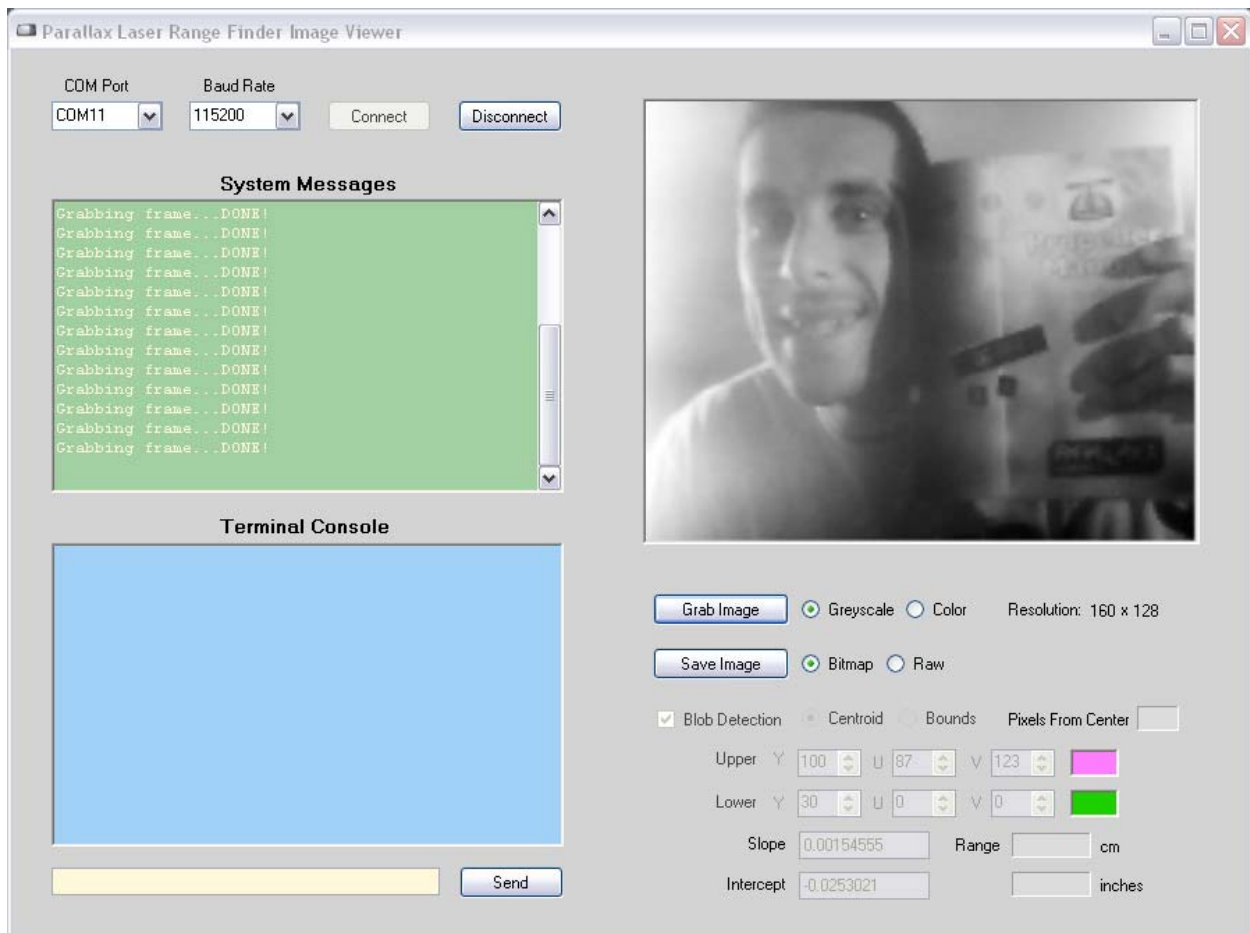 Parallax Laser Range Finder Image Viewer
COM Port Baud Rate
COM11 115200 Connect Disconnect
System Messages
Grabbing frame...DONE!
Grabbing frame...DONE!
Grabbing frame...DONE!
Grabbing frame...DONE!
Grabbing frame...DONE!
Grabbing frame...DONE!
Grabbing frame...DONE!
Grabbing frame...DONE!
Grabbing frame...DONE!
Grabbing frame...DONE!
Grabbing frame...DONE!
Grabbing frame...DONE!
Grabbing frame...DONE!
Terminal Console
Send
Propeller
PARALLAX
Grab Image Greyscale Color Resolution: 160 x 128
Save Image Bitmap Raw
Blob Detection Centroid Bounds Pixels From Center
Upper Y 100 U 87 V 123
Lower Y 30 U 0 V 0
Slope 0.00154555 Range cm
Intercept -0.0253021 inches